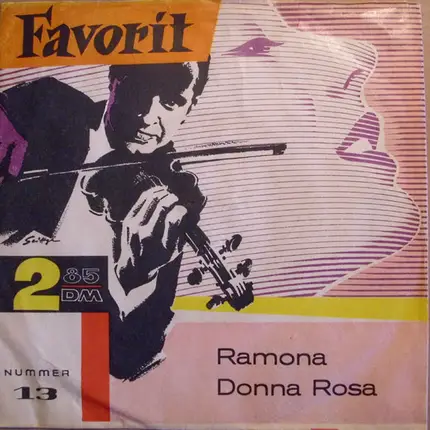 Favorit
2 85
DM
NUMMER
13
Ramona
Donna Rosa